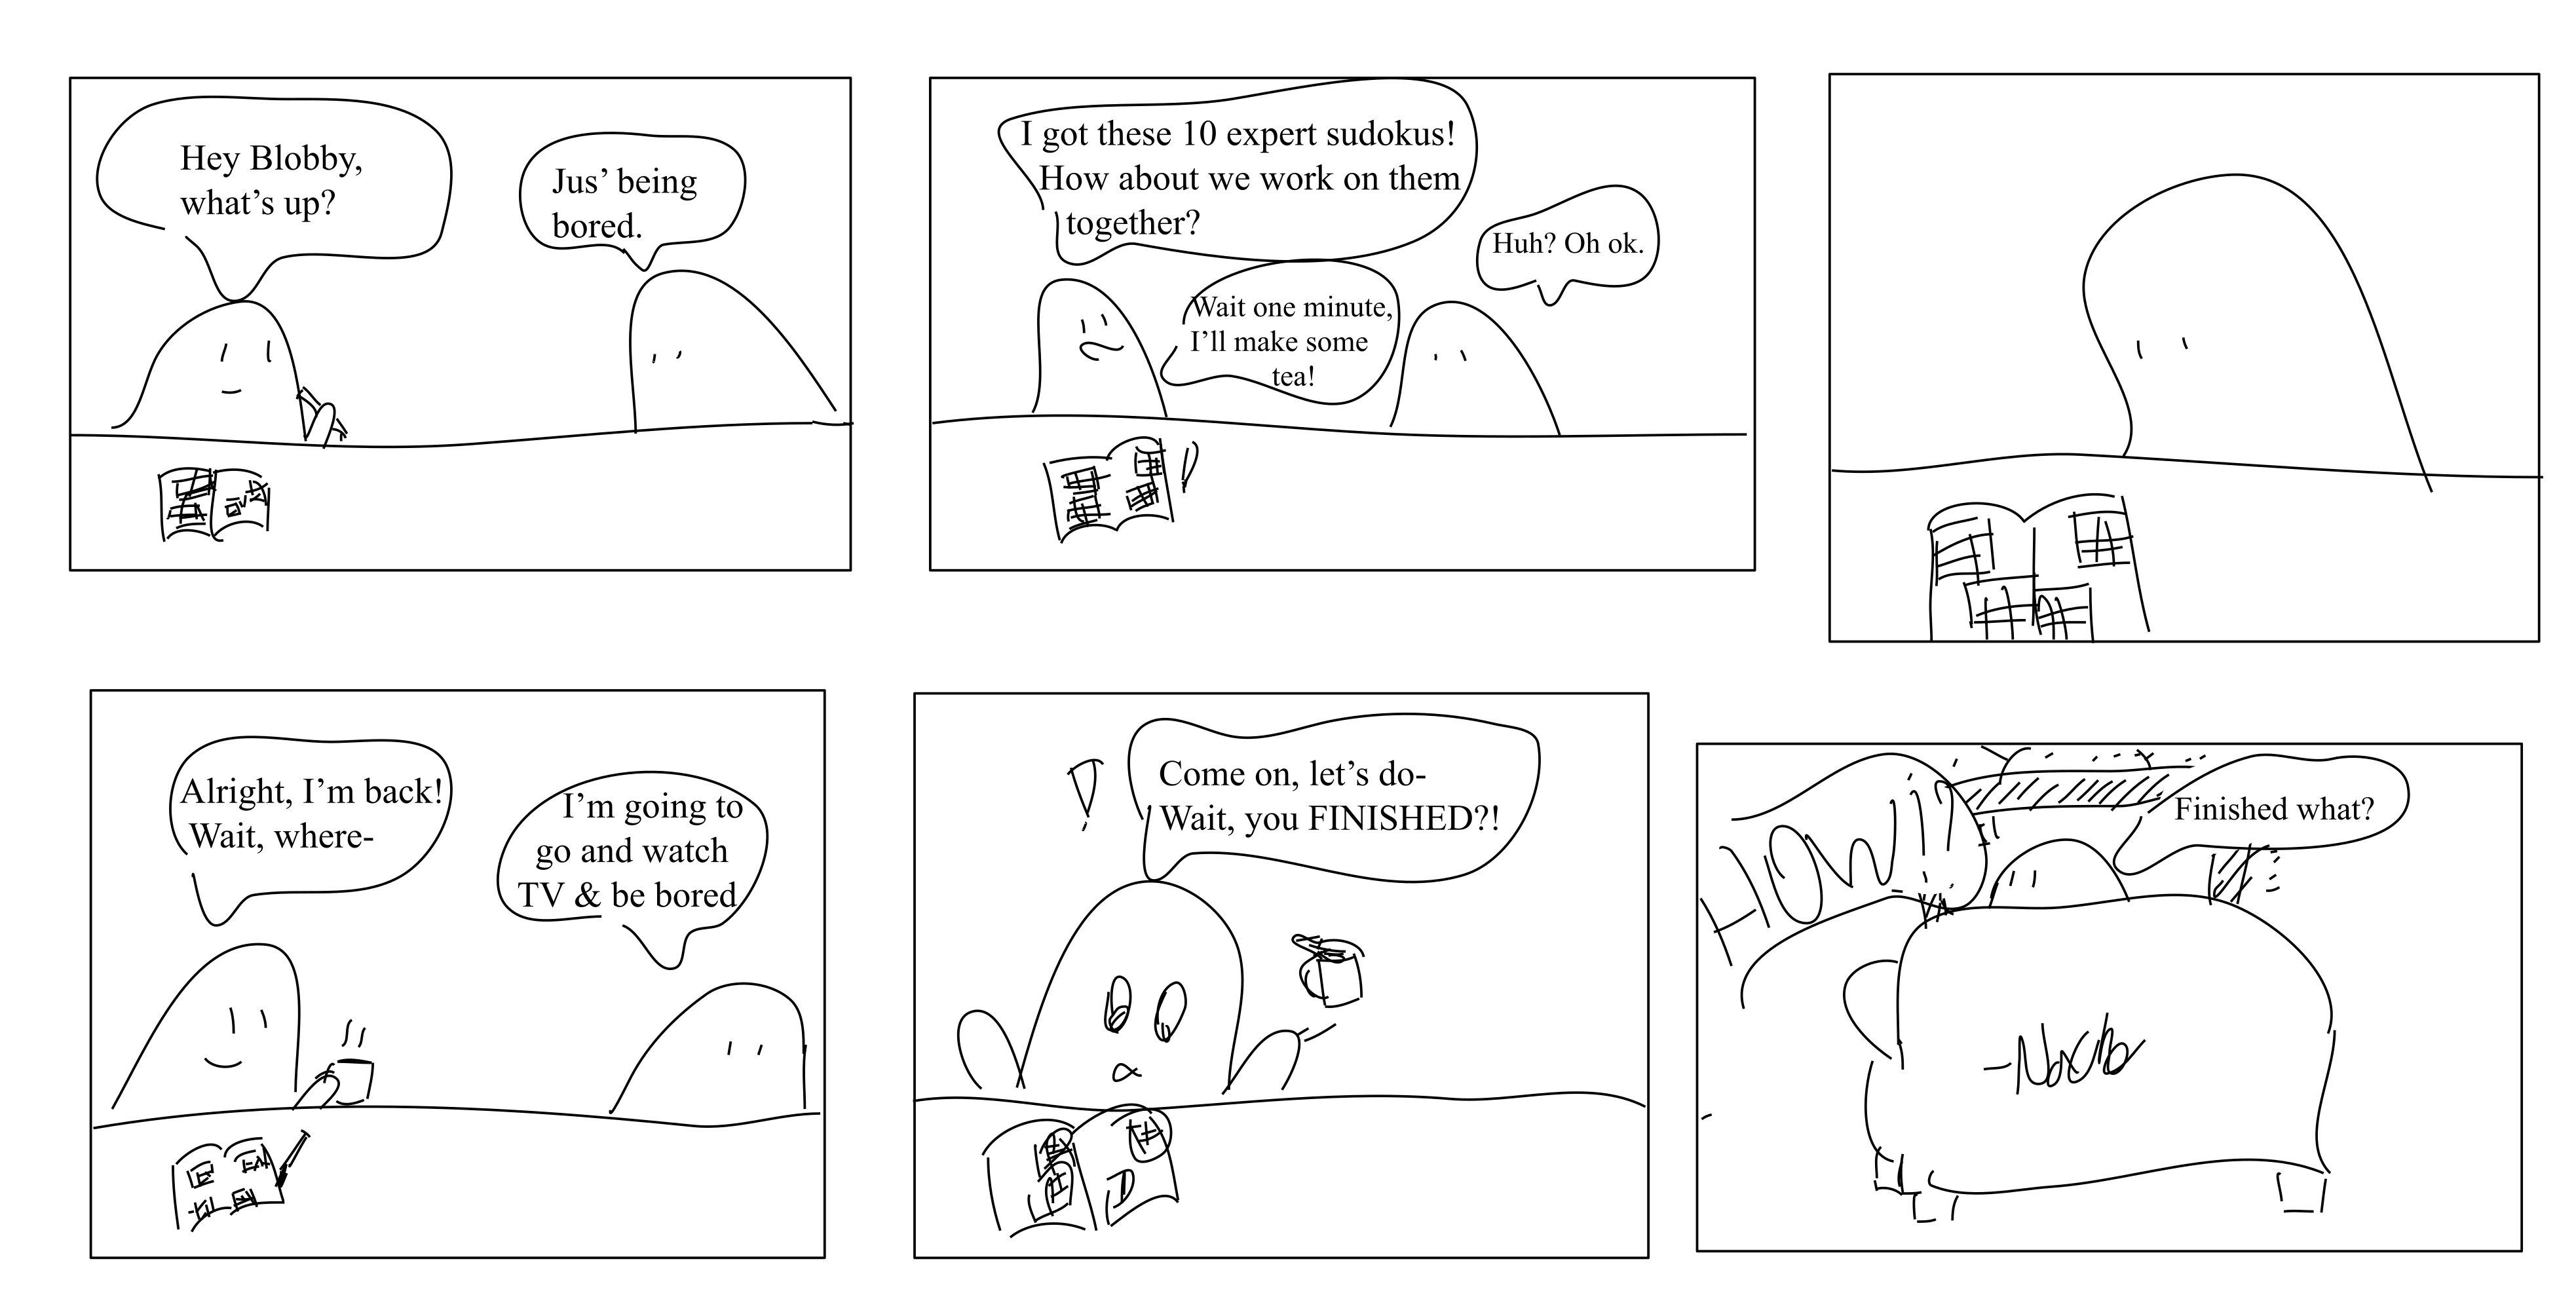 Hey Blobby,
what's up?
Jus' being
bored.
I got these 10 expert sudokus!
How about we work on them
together?
Wait one minute,
I'll make some
tea!
Huh? Oh ok.
Alright, I'm back!
Wait, where-
I'm going to
go and watch
TV & be bored
!
Come on, let's do-
Wait, you FINISHED?!
HOW!?
Finished what?